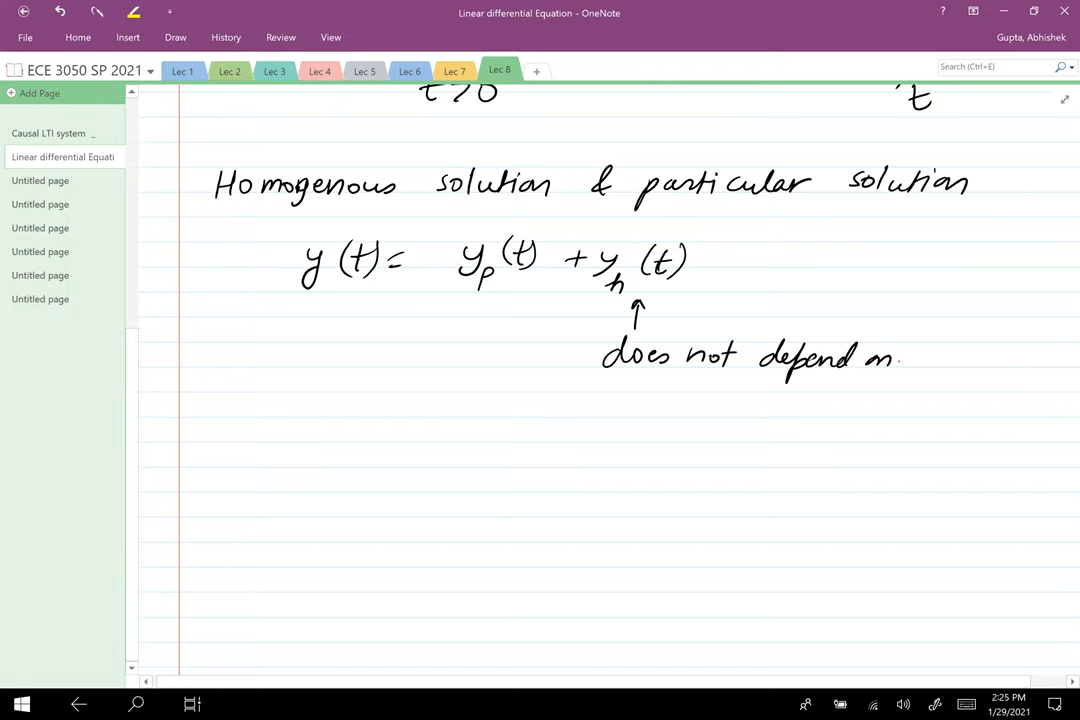 Linear differential Equation - OneNote
?
File Home Insert Draw History Review View
Gupta, Abhishek
ECE 3050 SP 2021
Lec 1 Lec 2 Lec 3 Lec 4 Lec 5 Lec 6 Lec 7 Lec 8 +
Search (Ctrl+E)
Add Page
Causal LTI system _
Linear differential Equati
Untitled page
Untitled page
Untitled page
Untitled page
Untitled page
Untitled page
t>0
t
Homogenous solution & particular solution
y(t)= yp(t) + yh(t)
does not depend on
2:25 PM
1/29/2021